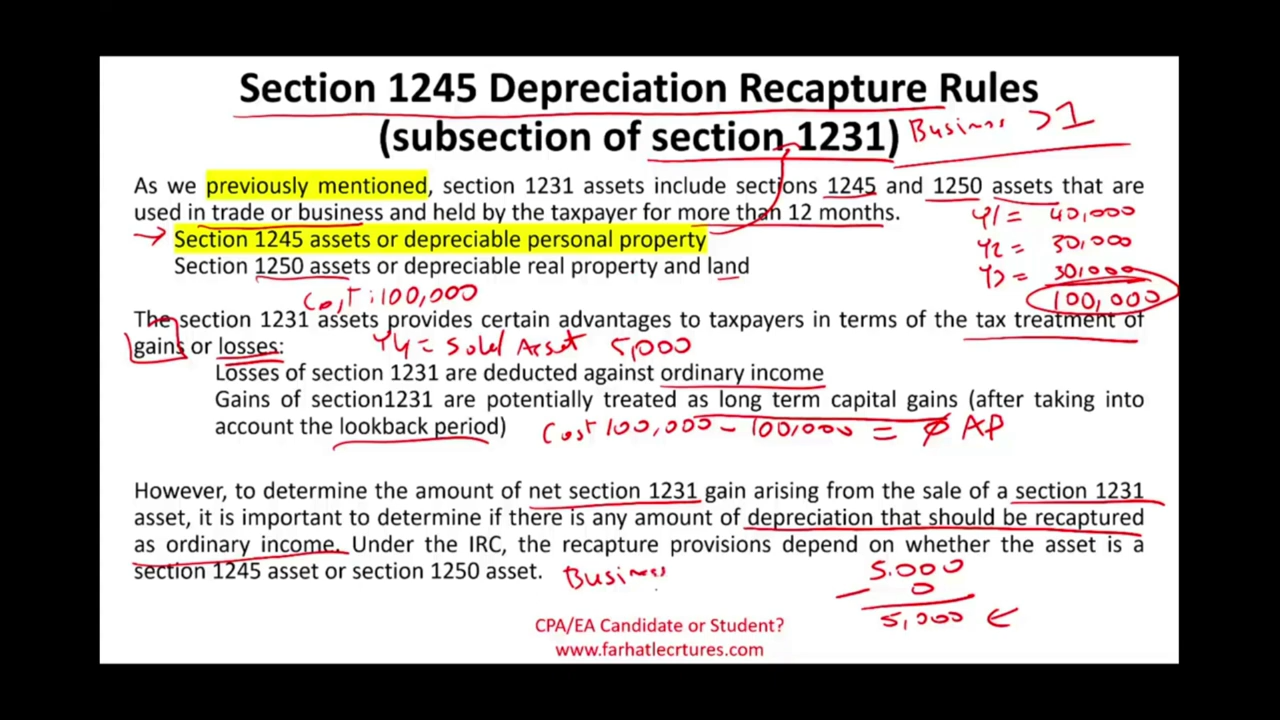 Section 1245 Depreciation Recapture Rules
(subsection of section 1231) Business >1
As we previously mentioned, section 1231 assets include sections 1245 and 1250 assets that are
used in trade or business and held by the taxpayer for more than 12 months.
Y1 = 40,000
→ Section 1245 assets or depreciable personal property
Y2 = 30,000
Section 1250 assets or depreciable real property and land
Y3 = 30,000
Cost: 100,000
100,000
The section 1231 assets provides certain advantages to taxpayers in terms of the tax treatment of
gains or losses:
Y4 = Sold Asset 5,000
Losses of section 1231 are deducted against ordinary income
Gains of section1231 are potentially treated as long term capital gains (after taking into
account the lookback period)
Cost 100,000 - 100,000 = 0 AP
However, to determine the amount of net section 1231 gain arising from the sale of a section 1231
asset, it is important to determine if there is any amount of depreciation that should be recaptured
as ordinary income. Under the IRC, the recapture provisions depend on whether the asset is a
section 1245 asset or section 1250 asset.
Business
5.000
- 0
5,000 ←
CPA/EA Candidate or Student?
www.farhatlecrtures.com